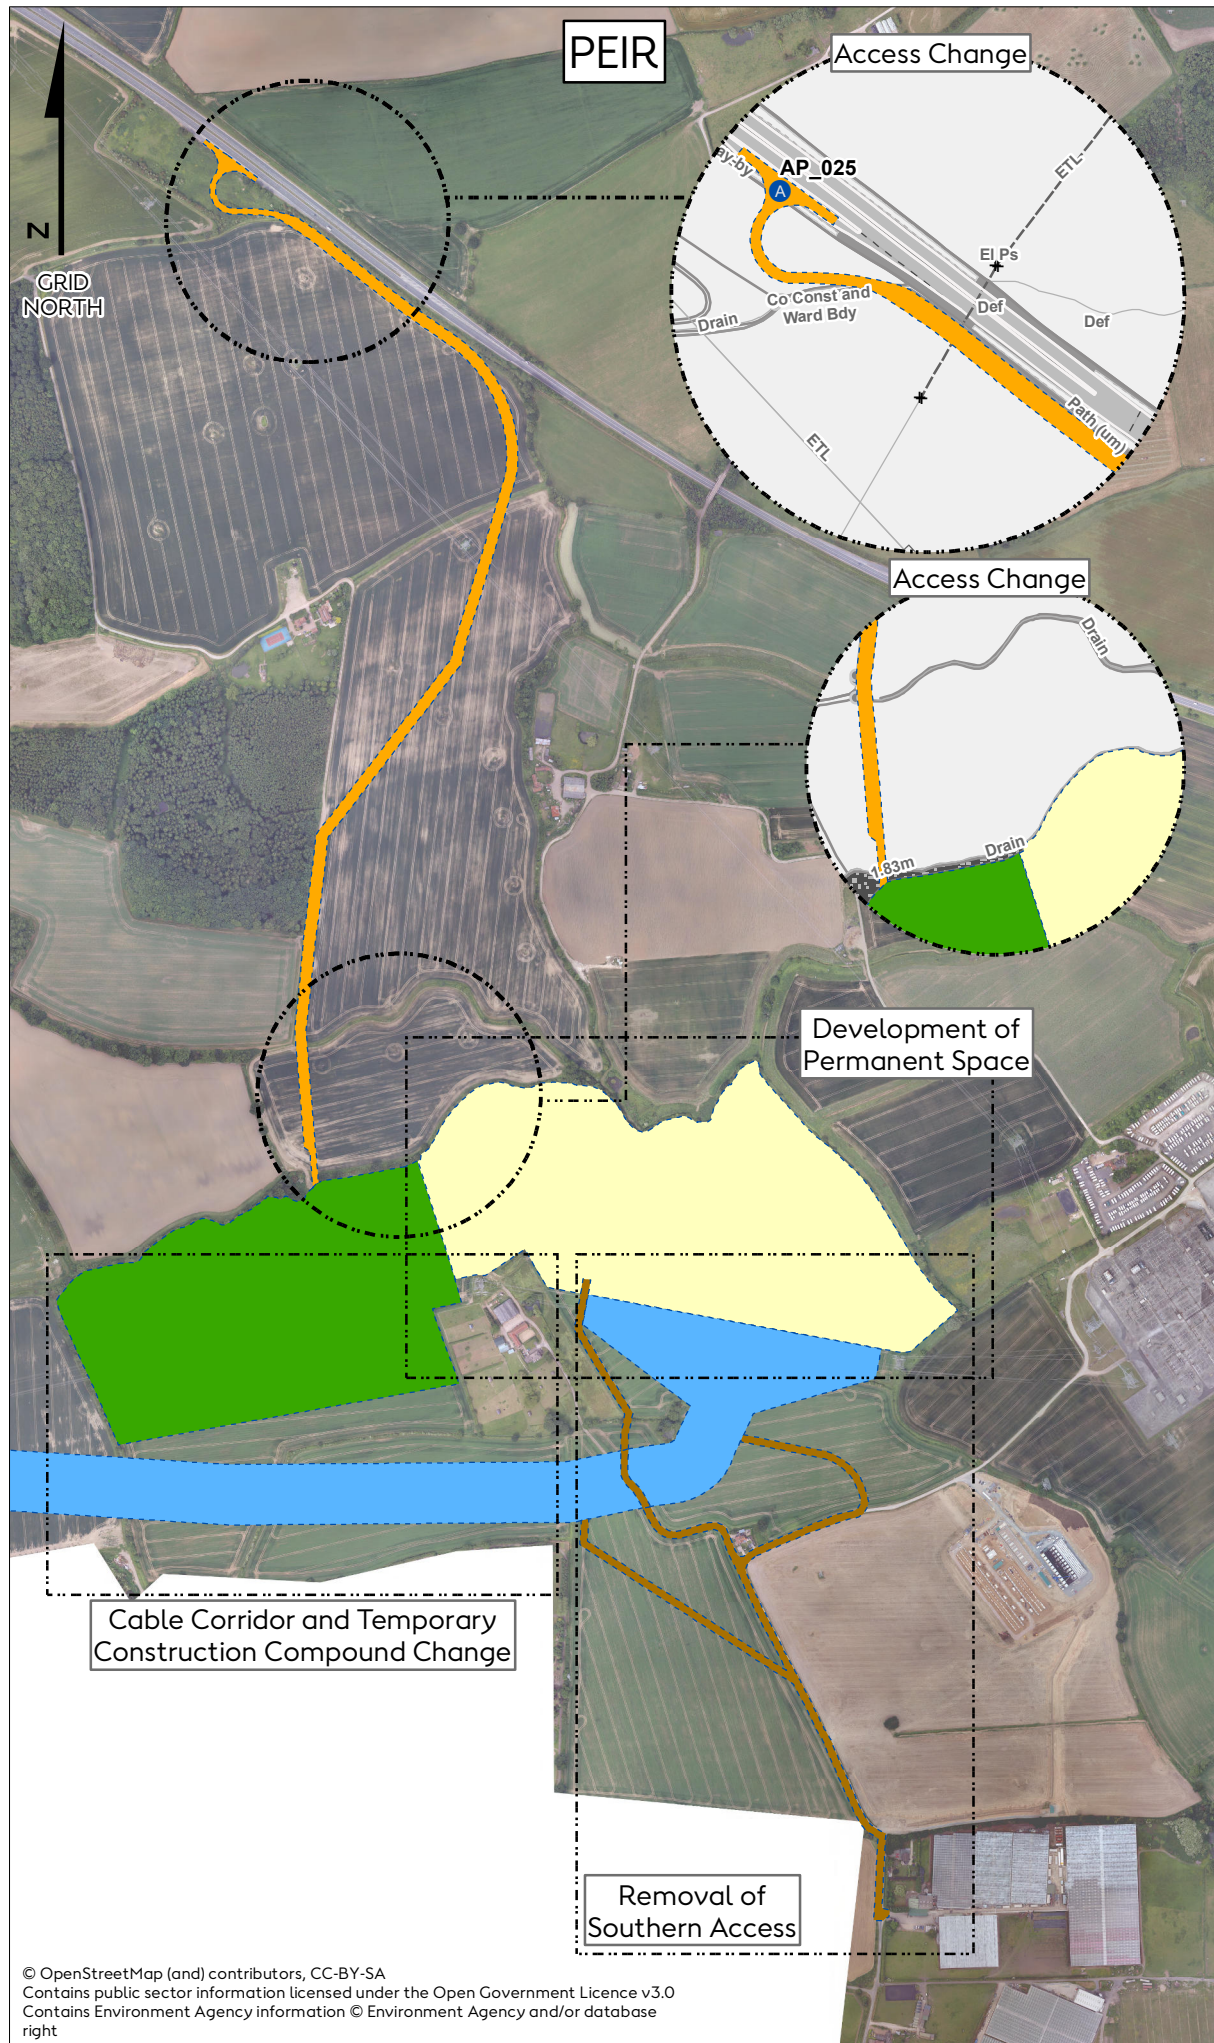 PEIR
Access Change
N
GRID
NORTH
ay-by
AP_025
A
ETL
El Ps
Co Const and
Ward Bdy
Def
Def
Drain
Path (um)
ETL
Access Change
Drain
Drain
1.83m
Development of
Permanent Space
Cable Corridor and Temporary
Construction Compound Change
Removal of
Southern Access
© OpenStreetMap (and) contributors, CC-BY-SA
Contains public sector information licensed under the Open Government Licence v3.0
Contains Environment Agency information © Environment Agency and/or database
right